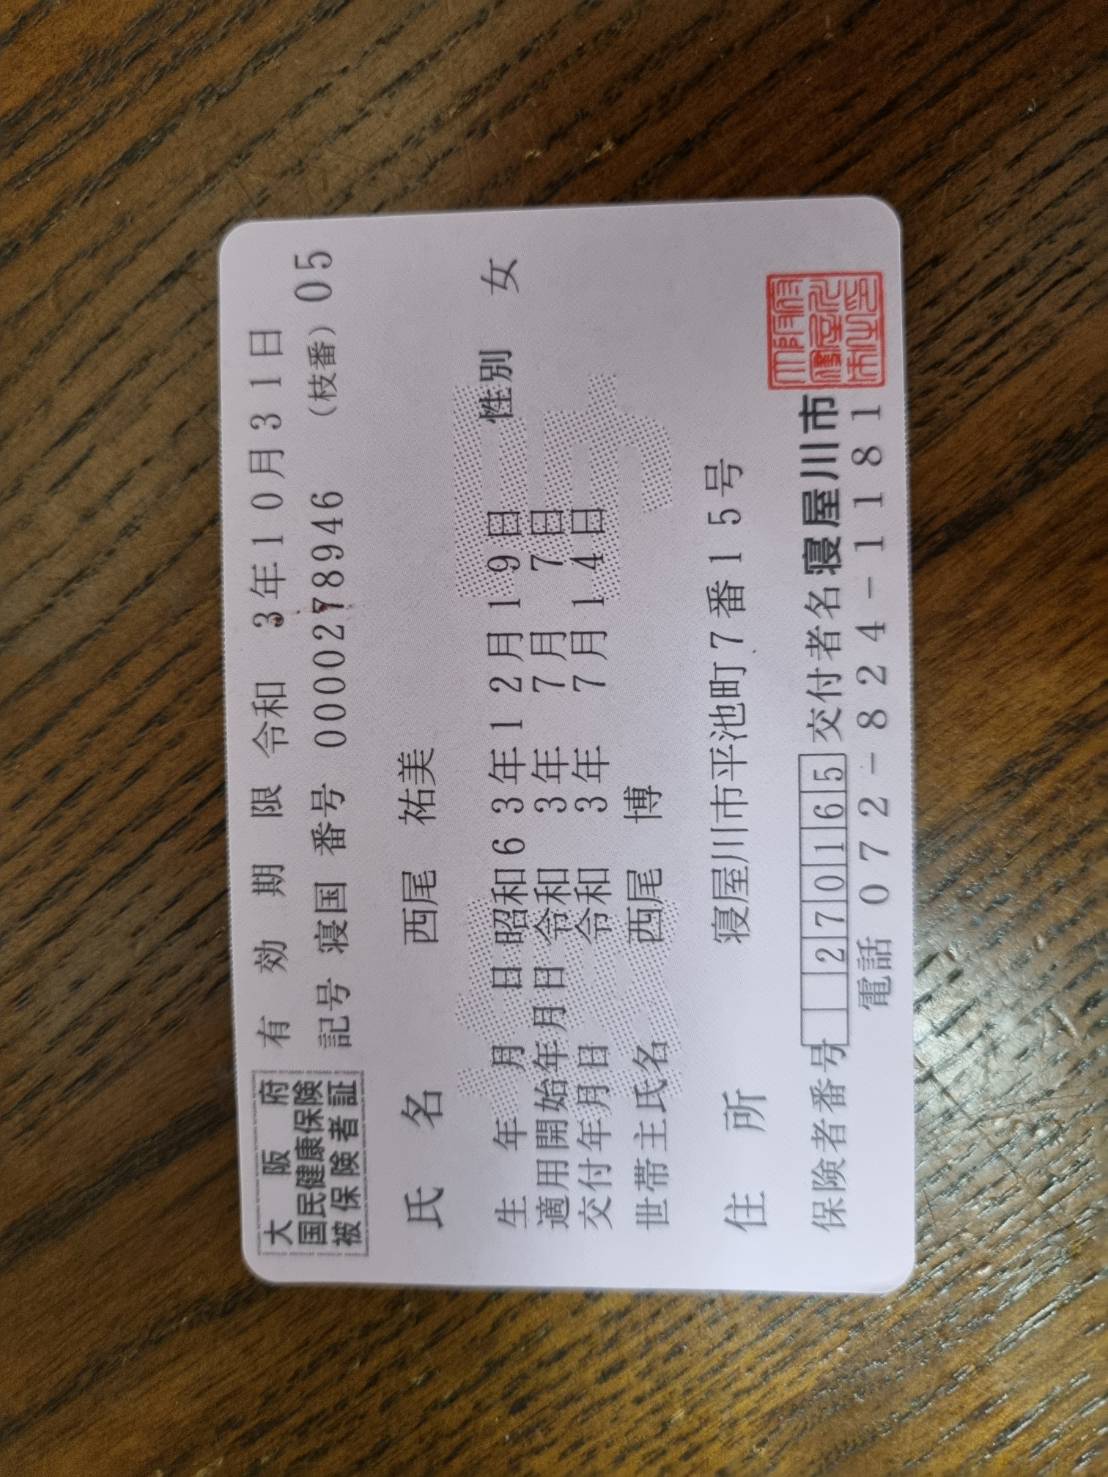 大阪府
国民健康保険
被保険者証
有効期限 令和 3年10月31日
記号 寝国 番号 0000278946 (枝番) 05
氏名 西尾 祐美
生年月日 昭和63年12月19日 性別 女
適用開始年月日 令和 3年 7月 7日
交付年月日 令和 3年 7月14日
世帯主氏名 西尾 博
住所 寝屋川市平池町7番15号
保険者番号 270165 交付者名 寝屋川市
電話 072-824-1181